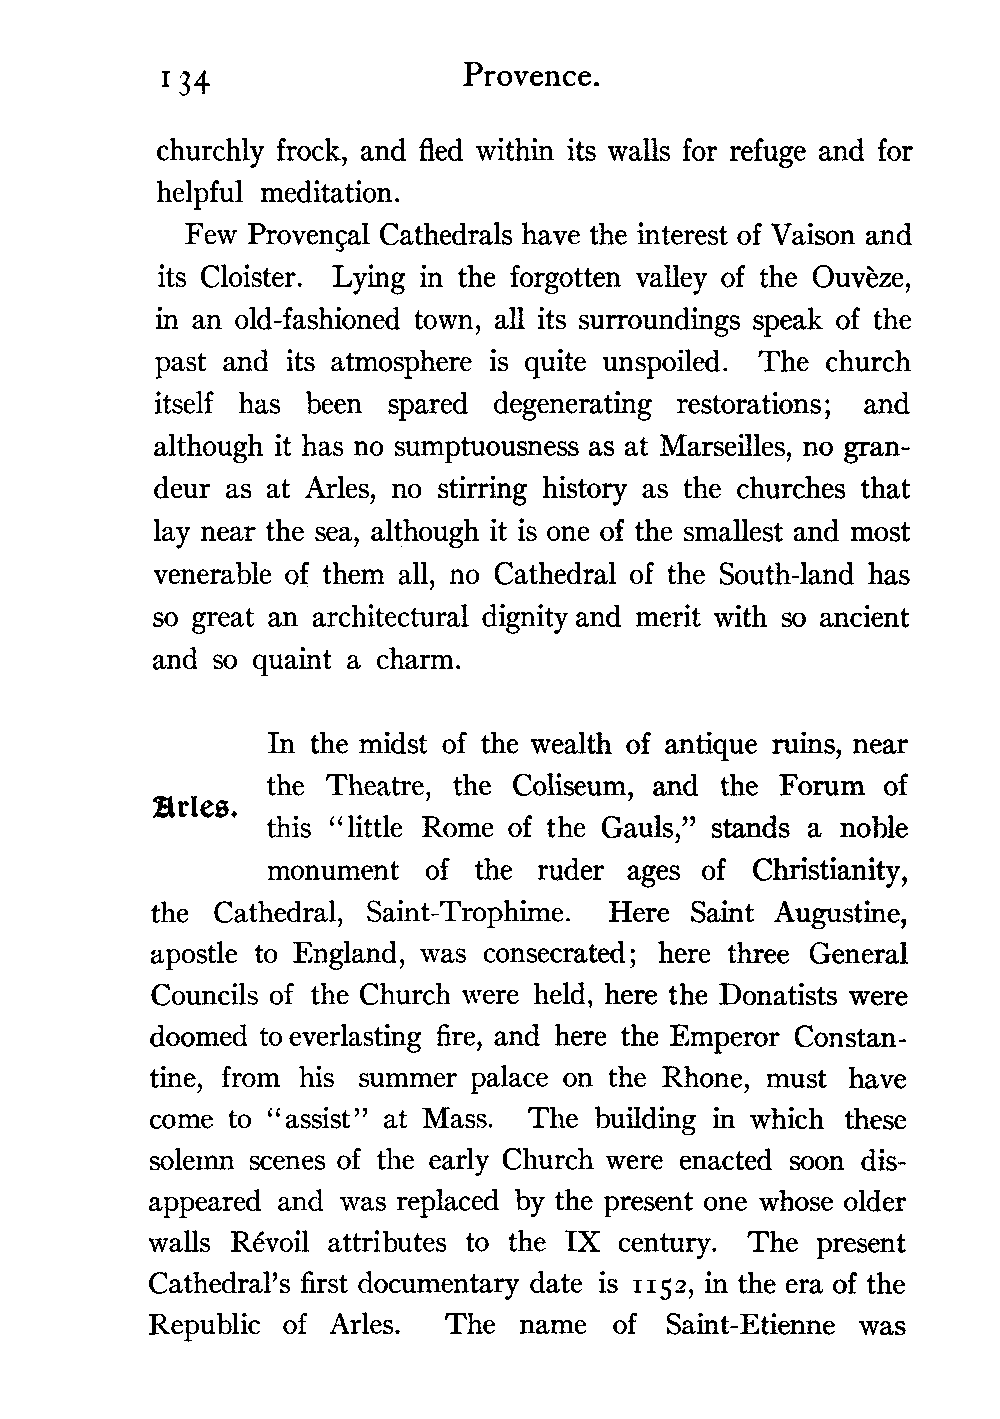 134 Provence.
churchly frock, and fled within its walls for refuge and for
helpful meditation.
Few Provençal Cathedrals have the interest of Vaison and
its Cloister. Lying in the forgotten valley of the Ouvèze,
in an old-fashioned town, all its surroundings speak of the
past and its atmosphere is quite unspoiled. The church
itself has been spared degenerating restorations; and
although it has no sumptuousness as at Marseilles, no gran-
deur as at Arles, no stirring history as the churches that
lay near the sea, although it is one of the smallest and most
venerable of them all, no Cathedral of the South-land has
so great an architectural dignity and merit with so ancient
and so quaint a charm.
Arles.
In the midst of the wealth of antique ruins, near
the Theatre, the Coliseum, and the Forum of
this “little Rome of the Gauls,” stands a noble
monument of the ruder ages of Christianity,
the Cathedral, Saint-Trophime. Here Saint Augustine,
apostle to England, was consecrated; here three General
Councils of the Church were held, here the Donatists were
doomed to everlasting fire, and here the Emperor Constan-
tine, from his summer palace on the Rhone, must have
come to “assist” at Mass. The building in which these
solemn scenes of the early Church were enacted soon dis-
appeared and was replaced by the present one whose older
walls Révoil attributes to the IX century. The present
Cathedral’s first documentary date is 1152, in the era of the
Republic of Arles. The name of Saint-Etienne was